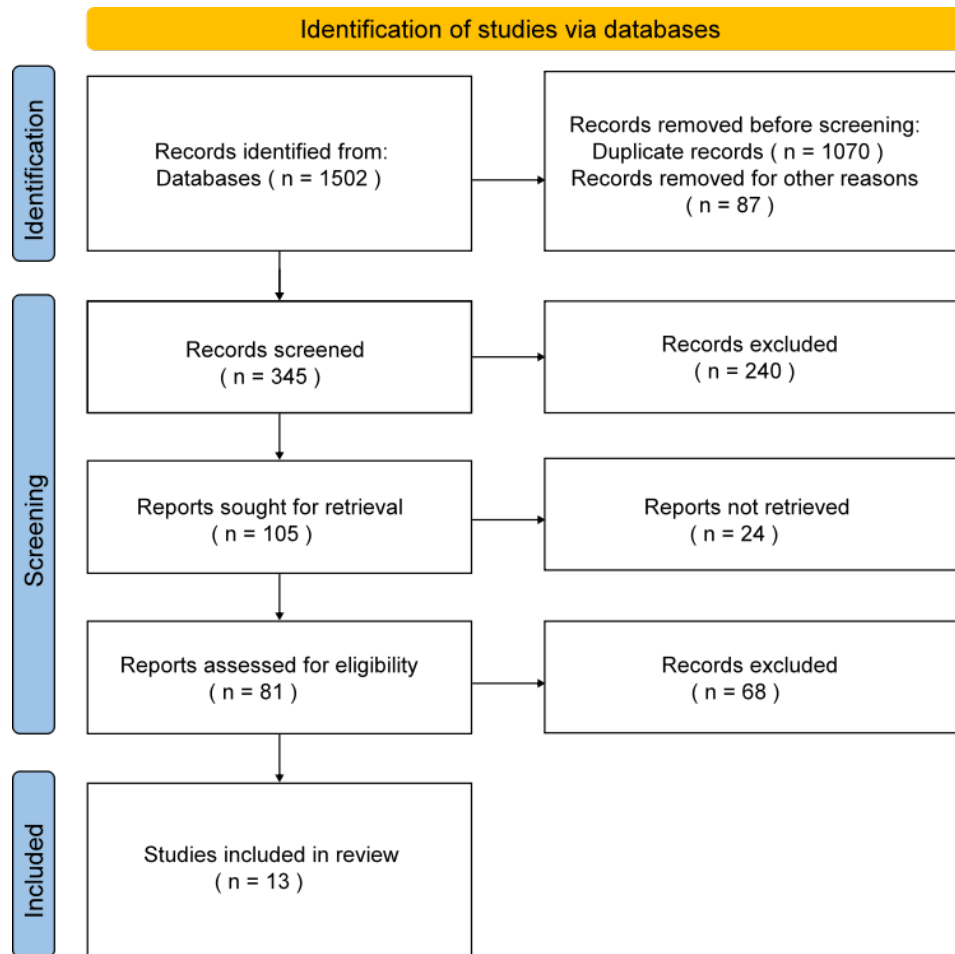 Identification of studies via databases
Identification
Records identified from:
Databases ( n = 1502 )
Records removed before screening:
Duplicate records ( n = 1070 )
Records removed for other reasons
( n = 87 )
Screening
Records screened
( n = 345 )
Records excluded
( n = 240 )
Reports sought for retrieval
( n = 105 )
Reports not retrieved
( n = 24 )
Reports assessed for eligibility
( n = 81 )
Records excluded
( n = 68 )
Included
Studies included in review
( n = 13 )